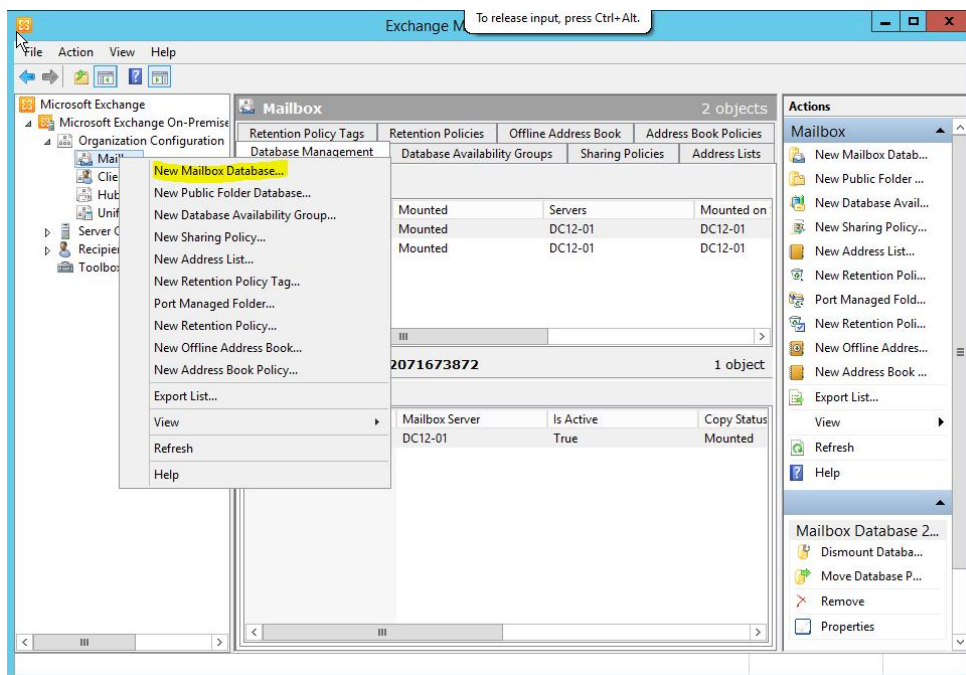 Exchange M
To release input, press Ctrl+Alt.
File Action View Help
Microsoft Exchange
Microsoft Exchange On-Premise
Organization Configuration
Mail
Clie
Hub
Unif
Server C
Recipie
Toolbo
New Mailbox Database...
New Public Folder Database...
New Database Availability Group...
New Sharing Policy...
New Address List...
New Retention Policy Tag...
Port Managed Folder...
New Retention Policy...
New Offline Address Book...
New Address Book Policy...
Export List...
View
Refresh
Help
Mailbox 2 objects
Retention Policy Tags Retention Policies Offline Address Book Address Book Policies
Database Management Database Availability Groups Sharing Policies Address Lists
Mounted Servers Mounted on
Mounted DC12-01 DC12-01
Mounted DC12-01 DC12-01
2071673872 1 object
Mailbox Server Is Active Copy Status
DC12-01 True Mounted
Actions
Mailbox
New Mailbox Datab...
New Public Folder ...
New Database Avail...
New Sharing Policy...
New Address List...
New Retention Poli...
Port Managed Fold...
New Retention Poli...
New Offline Addres...
New Address Book ...
Export List...
View
Refresh
Help
Mailbox Database 2...
Dismount Databa...
Move Database P...
Remove
Properties